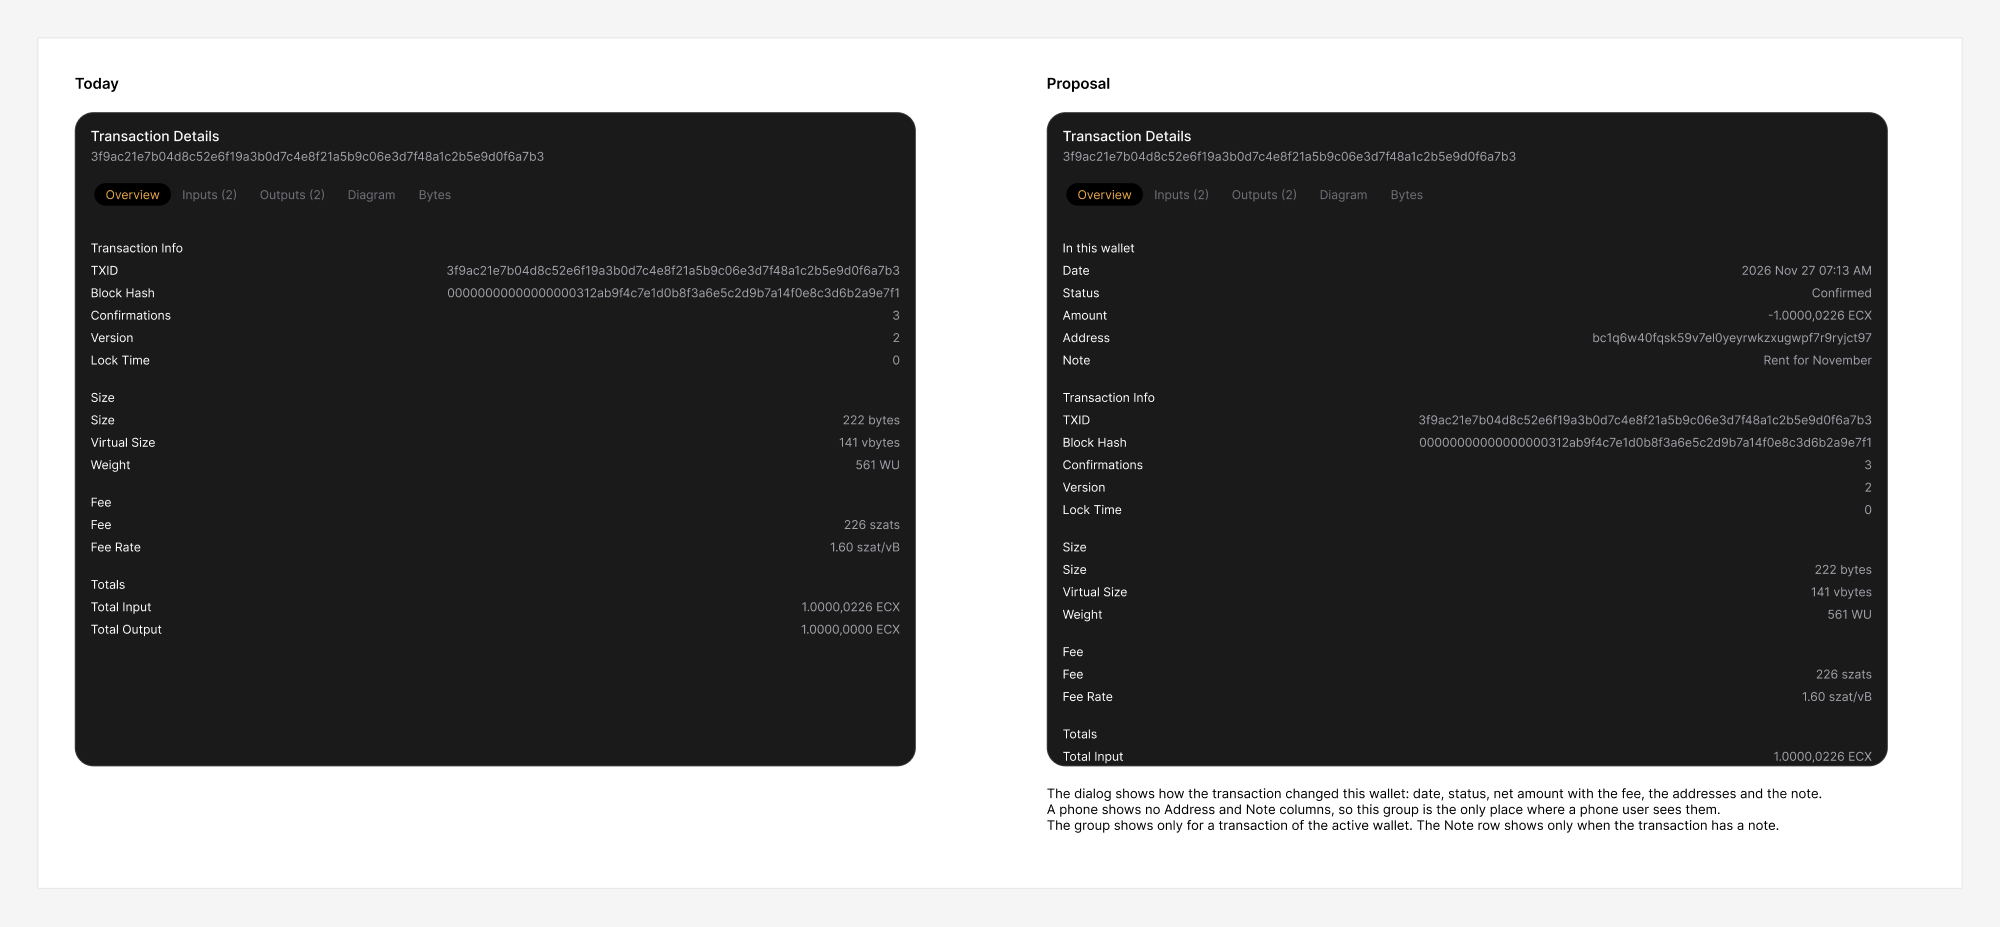 Today
Transaction Details
3f9ac21e7b04d8c52e6f19a3b0d7c4e8f21a5b9c06e3d7f48a1c2b5e9d0f6a7b3
Overview Inputs (2) Outputs (2) Diagram Bytes
Transaction Info
TXID 3f9ac21e7b04d8c52e6f19a3b0d7c4e8f21a5b9c06e3d7f48a1c2b5e9d0f6a7b3
Block Hash 00000000000000000312ab9f4c7e1d0b8f3a6e5c2d9b7a14f0e8c3d6b2a9e7f1
Confirmations 3
Version 2
Lock Time 0
Size
Size 222 bytes
Virtual Size 141 vbytes
Weight 561 WU
Fee
Fee 226 szats
Fee Rate 1.60 szat/vB
Totals
Total Input 1.0000,0226 ECX
Total Output 1.0000,0000 ECX
Proposal
Transaction Details
3f9ac21e7b04d8c52e6f19a3b0d7c4e8f21a5b9c06e3d7f48a1c2b5e9d0f6a7b3
Overview Inputs (2) Outputs (2) Diagram Bytes
In this wallet
Date 2026 Nov 27 07:13 AM
Status Confirmed
Amount -1.0000,0226 ECX
Address bc1q6w40fqsk59v7el0yeyrwkzxugwpf7r9ryjct97
Note Rent for November
Transaction Info
TXID 3f9ac21e7b04d8c52e6f19a3b0d7c4e8f21a5b9c06e3d7f48a1c2b5e9d0f6a7b3
Block Hash 00000000000000000312ab9f4c7e1d0b8f3a6e5c2d9b7a14f0e8c3d6b2a9e7f1
Confirmations 3
Version 2
Lock Time 0
Size
Size 222 bytes
Virtual Size 141 vbytes
Weight 561 WU
Fee
Fee 226 szats
Fee Rate 1.60 szat/vB
Totals
Total Input 1.0000,0226 ECX
The dialog shows how the transaction changed this wallet: date, status, net amount with the fee, the addresses and the note.
A phone shows no Address and Note columns, so this group is the only place where a phone user sees them.
The group shows only for a transaction of the active wallet. The Note row shows only when the transaction has a note.